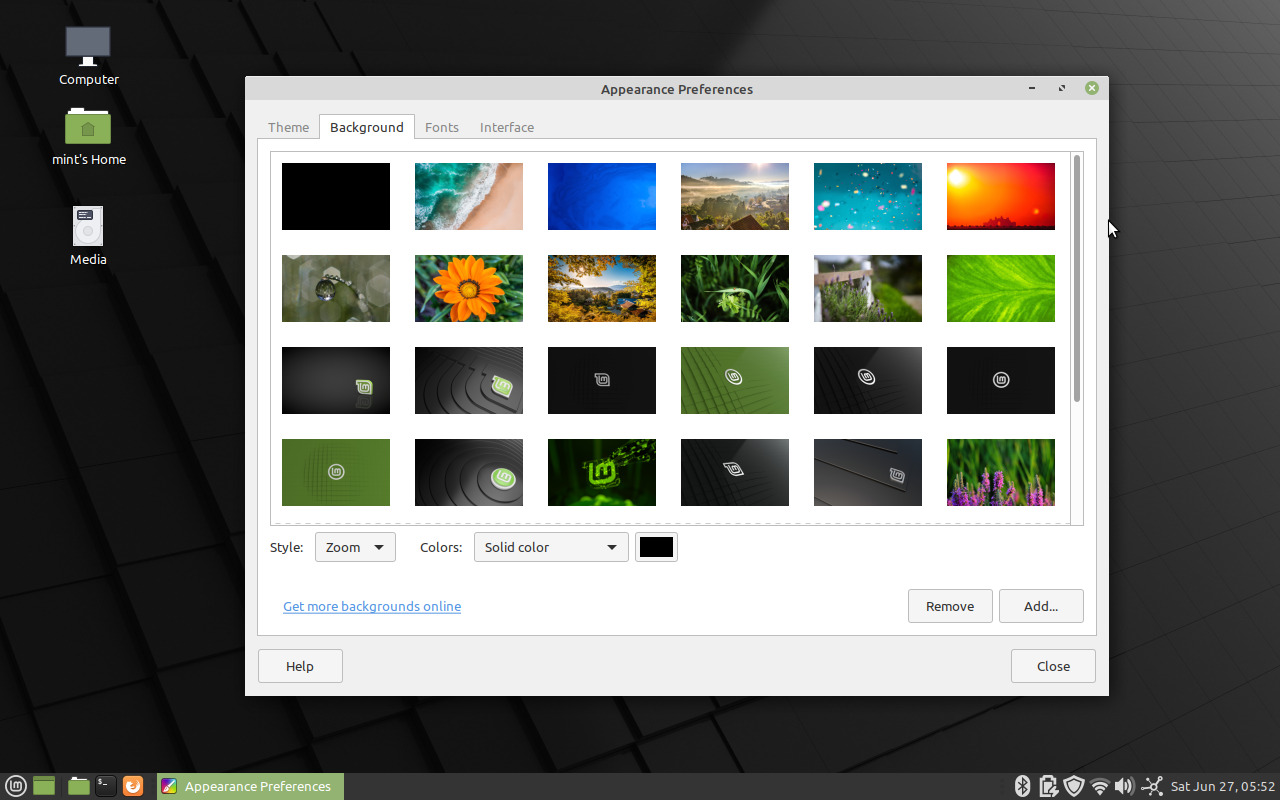 Computer
mint's Home
Media
Appearance Preferences
Theme Background Fonts Interface
Style: Zoom Colors: Solid color
Get more backgrounds online
Remove Add...
Help Close
Appearance Preferences
Sat Jun 27, 05:52